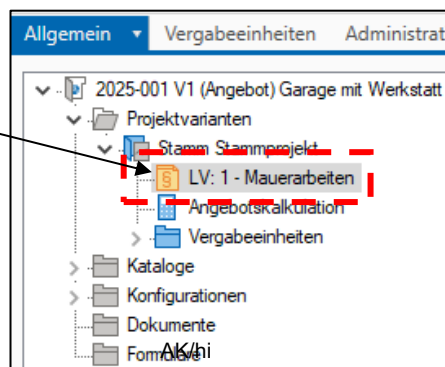 Allgemein Vergabeeinheiten Administrat
2025-001 V1 (Angebot) Garage mit Werkstatt
Projektvarianten
Stamm Stammprojekt
§ LV: 1 - Mauerarbeiten
Angebotskalkulation
Vergabeeinheiten
Kataloge
Konfigurationen
Dokumente
Formulare
AK/hi